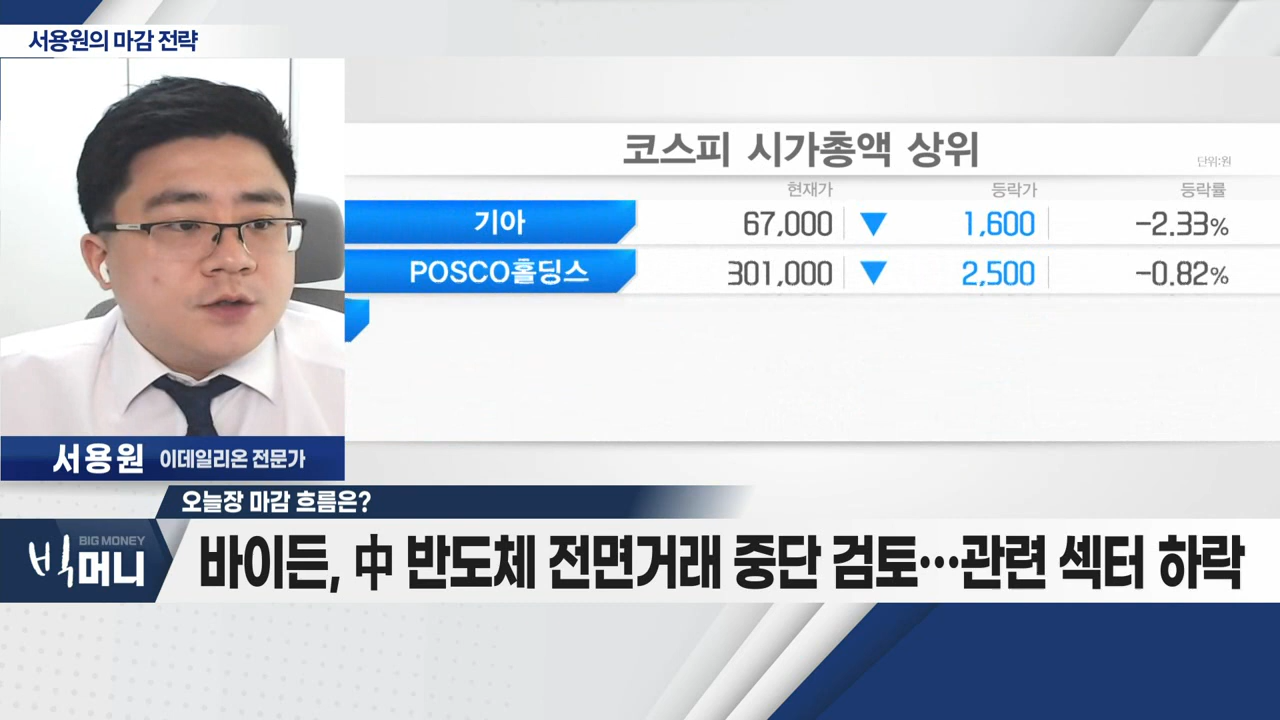 서용원의 마감 전략
코스피 시가총액 상위
단위:원
현재가 등락가 등락률
기아 67,000 ▼ 1,600 -2.33%
POSCO홀딩스 301,000 ▼ 2,500 -0.82%
서용원 이데일리온 전문가
오늘장 마감 흐름은?
BIG MONEY
빅머니
바이든, 中 반도체 전면거래 중단 검토…관련 섹터 하락